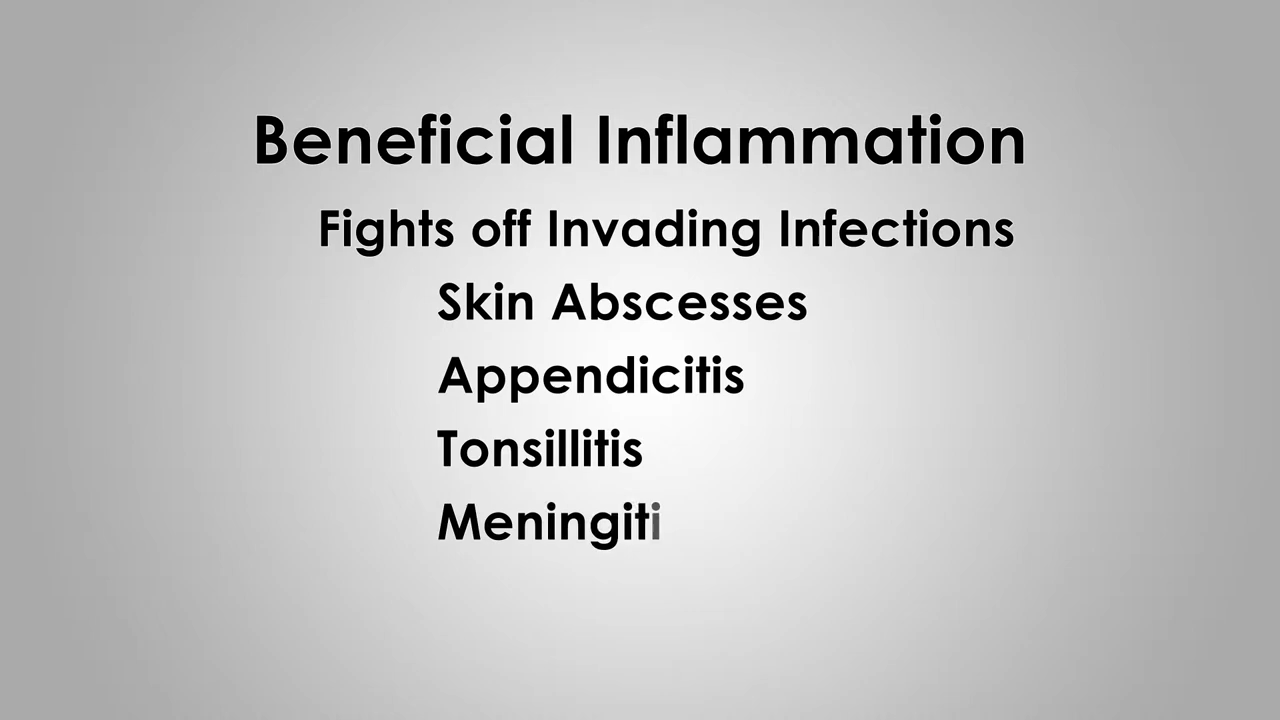 Beneficial Inflammation
Fights off Invading Infections
Skin Abscesses
Appendicitis
Tonsillitis
Meningiti